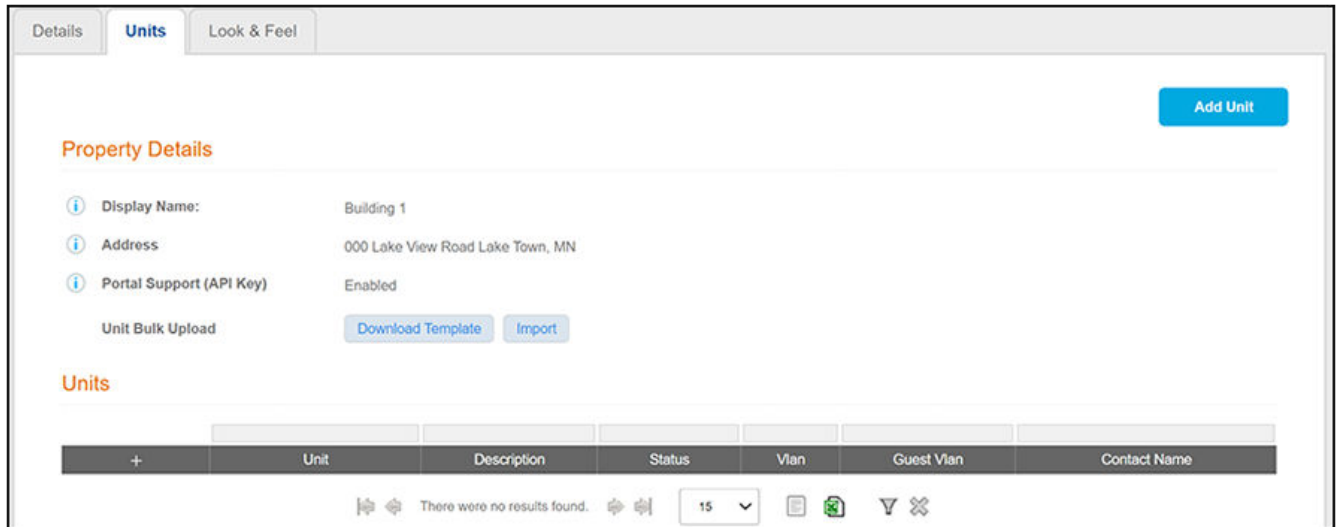 Details Units Look & Feel
Add Unit
Property Details
Display Name: Building 1
Address 000 Lake View Road Lake Town, MN
Portal Support (API Key) Enabled
Unit Bulk Upload Download Template Import
Units
+ Unit Description Status Vlan Guest Vlan Contact Name
There were no results found. 15